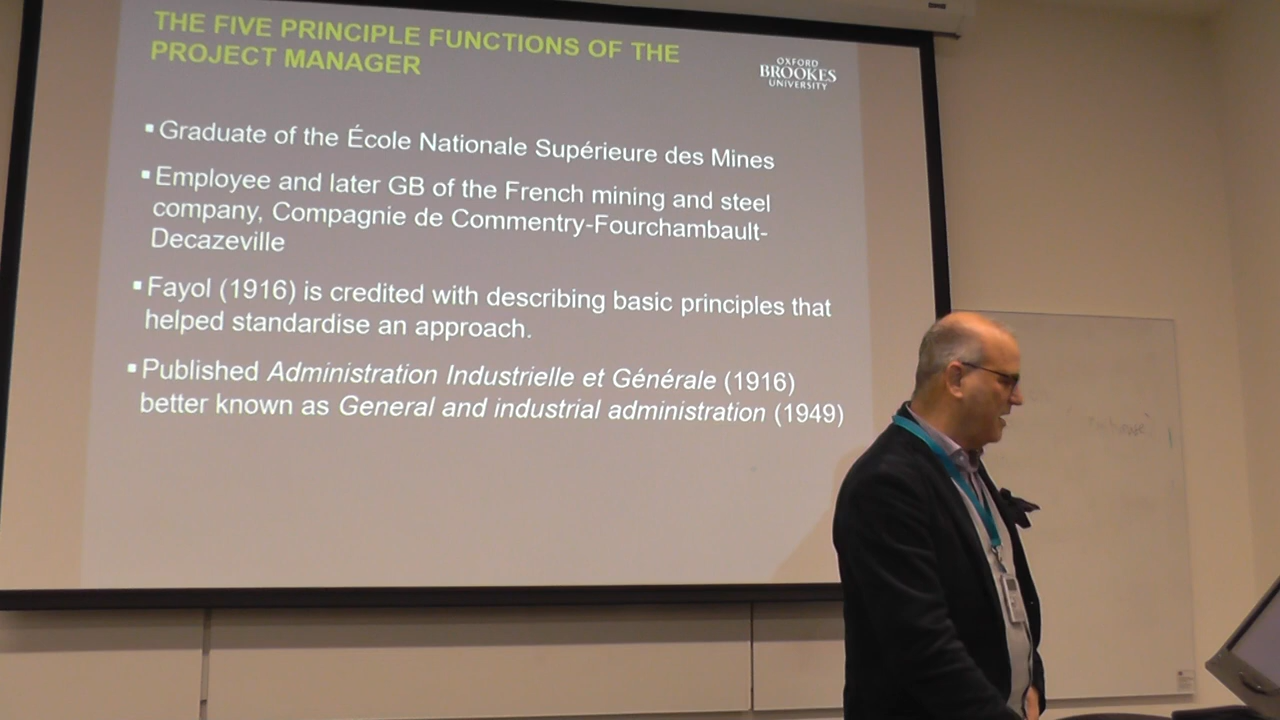 THE FIVE PRINCIPLE FUNCTIONS OF THE
PROJECT MANAGER
OXFORD
BROOKES
UNIVERSITY
▪ Graduate of the École Nationale Supérieure des Mines
▪ Employee and later GB of the French mining and steel
company, Compagnie de Commentry-Fourchambault-
Decazeville
▪ Fayol (1916) is credited with describing basic principles that
helped standardise an approach.
▪ Published Administration Industrielle et Générale (1916)
better known as General and industrial administration (1949)